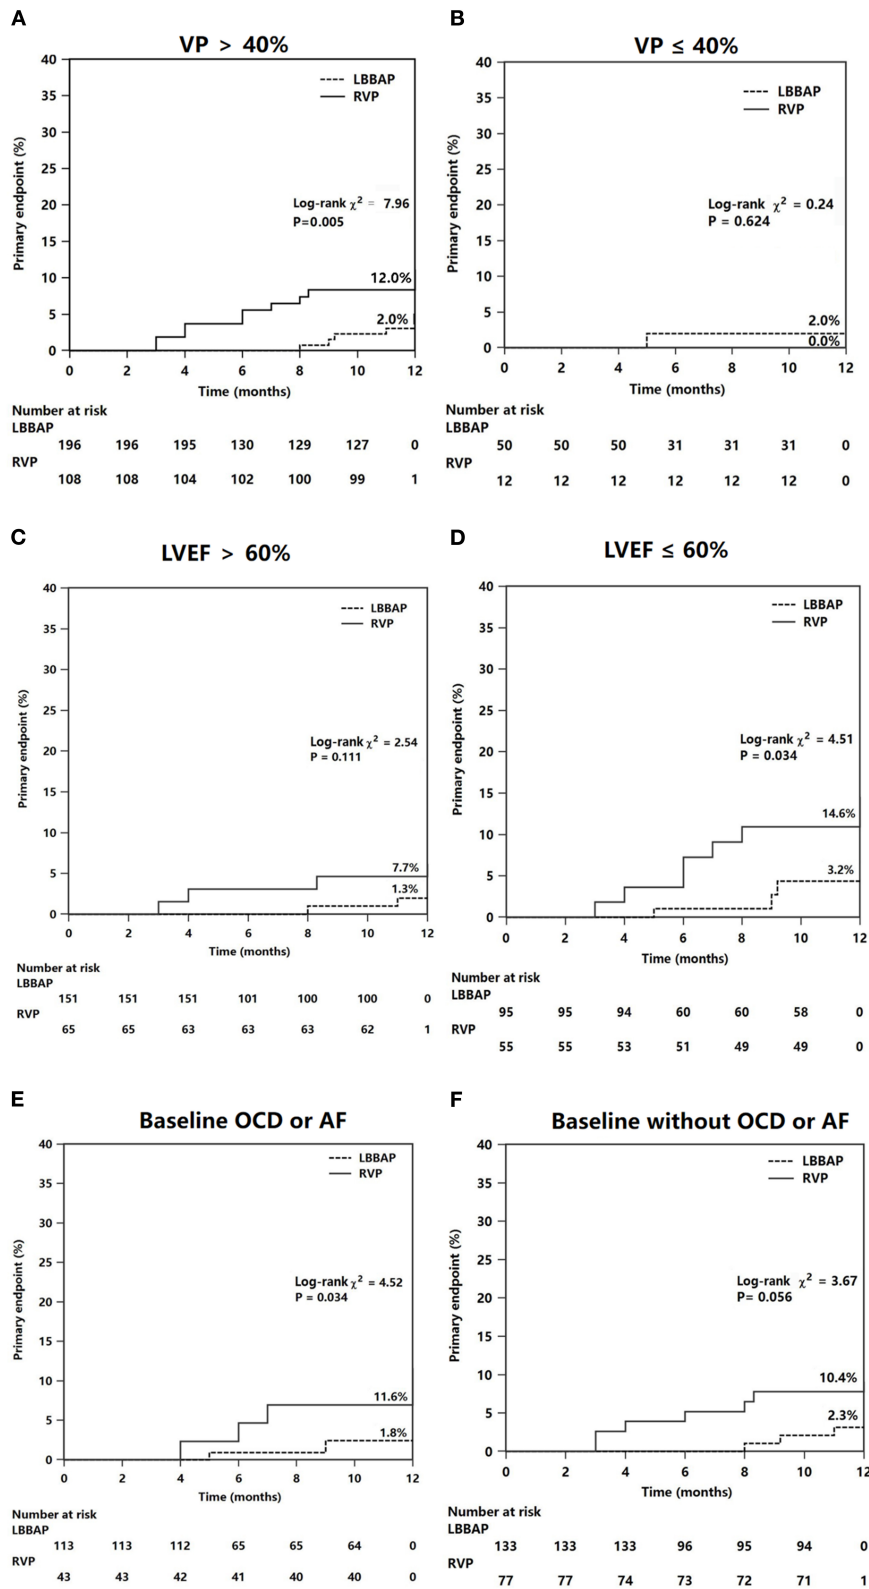 A
VP > 40%
40
35
30
25
20
15
10
5
0
Primary endpoint (%)
LBBAP
RVP
Log-rank χ² = 7.96
P=0.005
12.0%
2.0%
0 2 4 6 8 10 12
Time (months)
Number at risk
LBBAP
196 196 195 130 129 127 0
RVP
108 108 104 102 100 99 1
B
VP ≤ 40%
40
35
30
25
20
15
10
5
0
Primary endpoint (%)
LBBAP
RVP
Log-rank χ² = 0.24
P = 0.624
2.0%
0.0%
0 2 4 6 8 10 12
Time (months)
Number at risk
LBBAP
50 50 50 31 31 31 0
RVP
12 12 12 12 12 12 0
C
LVEF > 60%
40
35
30
25
20
15
10
5
0
Primary endpoint (%)
LBBAP
RVP
Log-rank χ² = 2.54
P = 0.111
7.7%
1.3%
0 2 4 6 8 10 12
Time (months)
Number at risk
LBBAP
151 151 151 101 100 100 0
RVP
65 65 63 63 63 62 1
D
LVEF ≤ 60%
40
35
30
25
20
15
10
5
0
Primary endpoint (%)
LBBAP
RVP
Log-rank χ² = 4.51
P = 0.034
14.6%
3.2%
0 2 4 6 8 10 12
Time (months)
Number at risk
LBBAP
95 95 94 60 60 58 0
RVP
55 55 53 51 49 49 0
E
Baseline OCD or AF
40
35
30
25
20
15
10
5
0
Primary endpoint (%)
LBBAP
RVP
Log-rank χ² = 4.52
P = 0.034
11.6%
1.8%
0 2 4 6 8 10 12
Time (months)
Number at risk
LBBAP
113 113 112 65 65 64 0
RVP
43 43 42 41 40 40 0
F
Baseline without OCD or AF
40
35
30
25
20
15
10
5
0
Primary endpoint (%)
LBBAP
RVP
Log-rank χ² = 3.67
P= 0.056
10.4%
2.3%
0 2 4 6 8 10 12
Time (months)
Number at risk
LBBAP
133 133 133 96 95 94 0
RVP
77 77 74 73 72 71 1